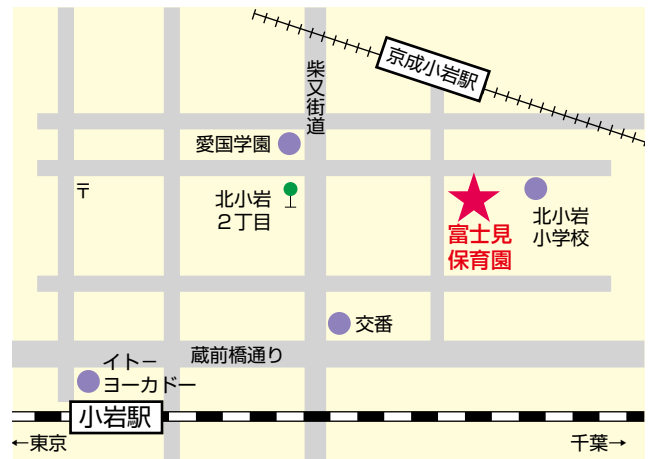 京成小岩駅
柴又街道
愛国学園
〒
北小岩
2丁目
北小岩
小学校
富士見
保育園
交番
蔵前橋通り
イトー
ヨーカドー
小岩駅
←東京
千葉→